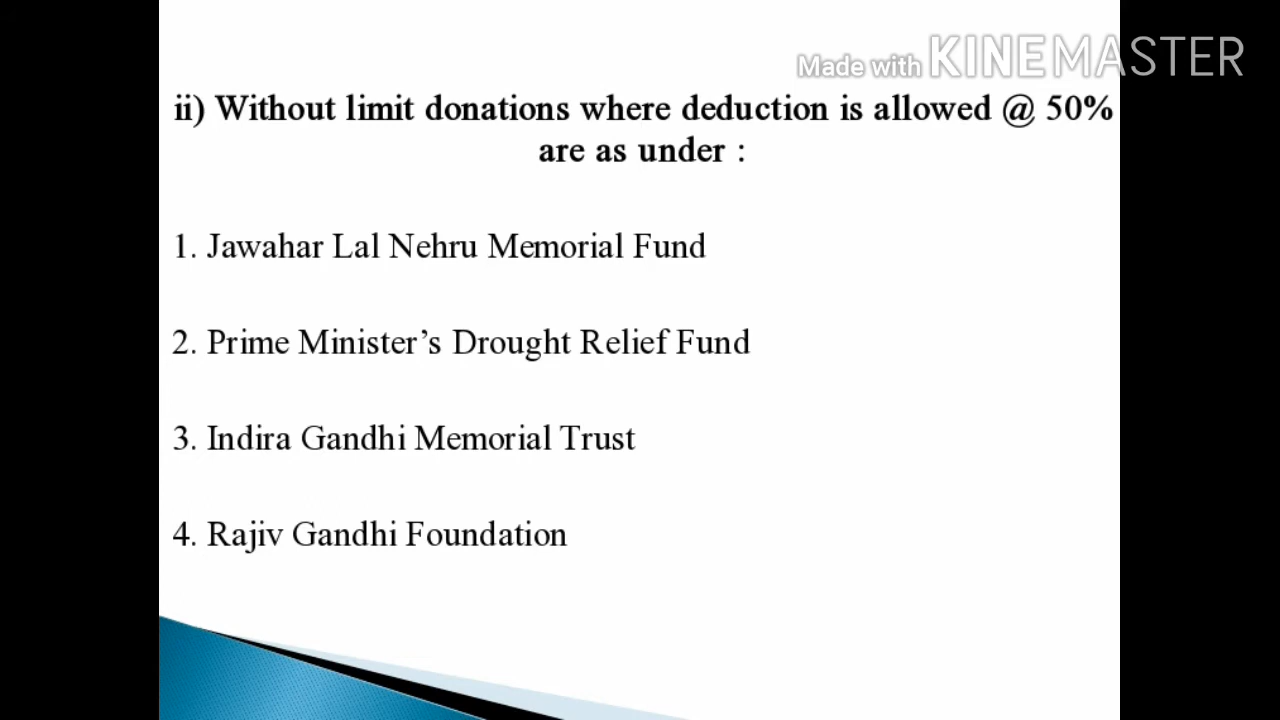 Made with KINEMASTER
ii) Without limit donations where deduction is allowed @ 50%
are as under :
1. Jawahar Lal Nehru Memorial Fund
2. Prime Minister’s Drought Relief Fund
3. Indira Gandhi Memorial Trust
4. Rajiv Gandhi Foundation